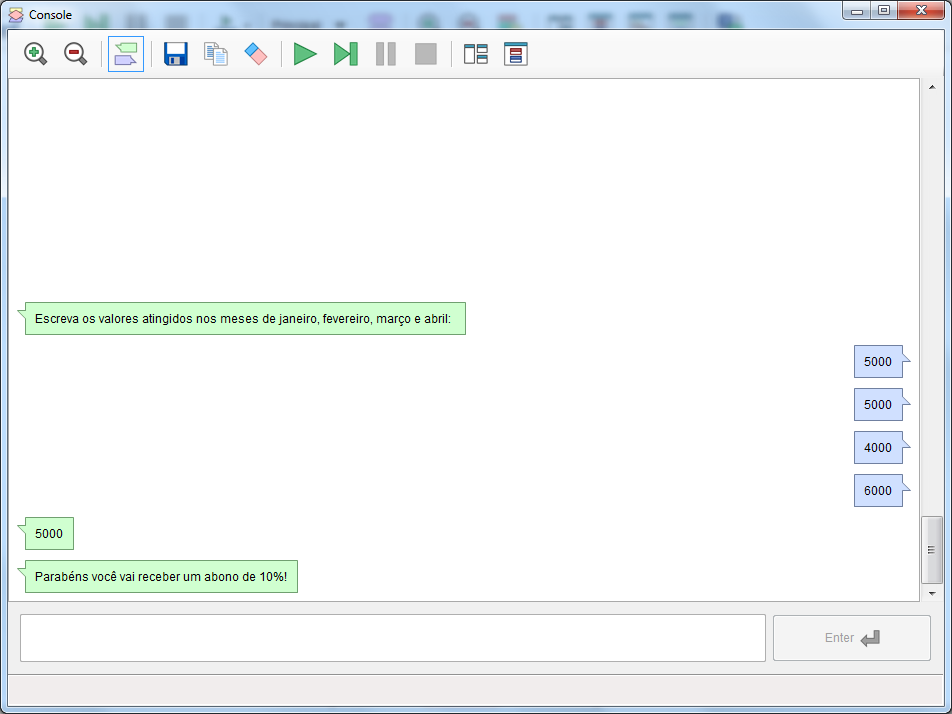 Console
Escreva os valores atingidos nos meses de janeiro, fevereiro, março e abril:
5000
5000
4000
6000
5000
Parabéns você vai receber um abono de 10%!
Enter